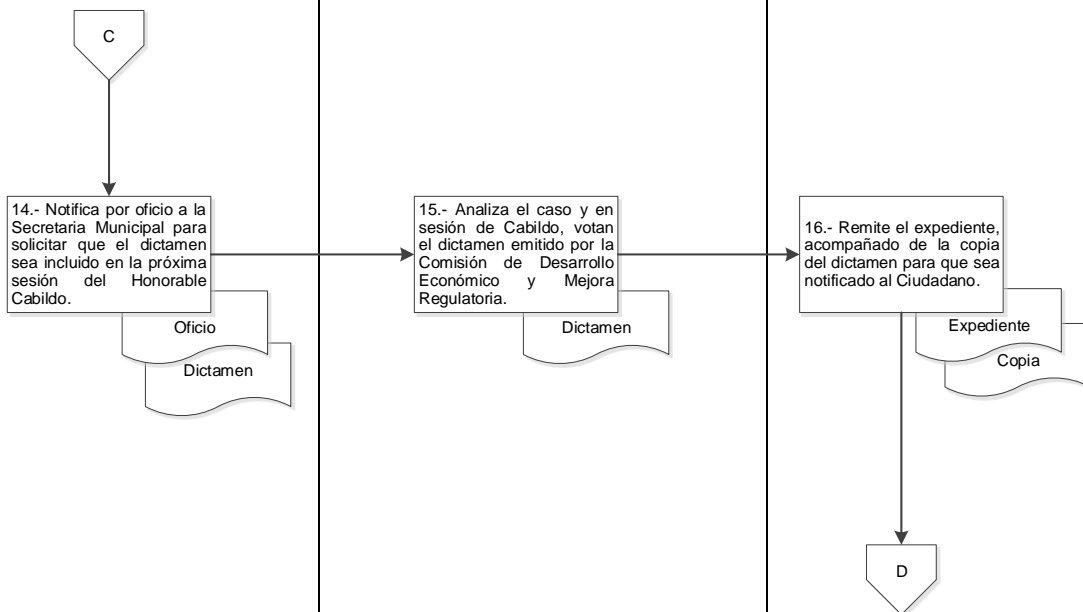 C
14.- Notifica por oficio a la
Secretaria Municipal para
solicitar que el dictamen
sea incluido en la próxima
sesión del Honorable
Cabildo.
Oficio
Dictamen
15.- Analiza el caso y en
sesión de Cabildo, votan
el dictamen emitido por la
Comisión de Desarrollo
Económico y Mejora
Regulatoria.
Dictamen
16.- Remite el expediente,
acompañado de la copia
del dictamen para que sea
notificado al Ciudadano.
Expediente
Copia
D